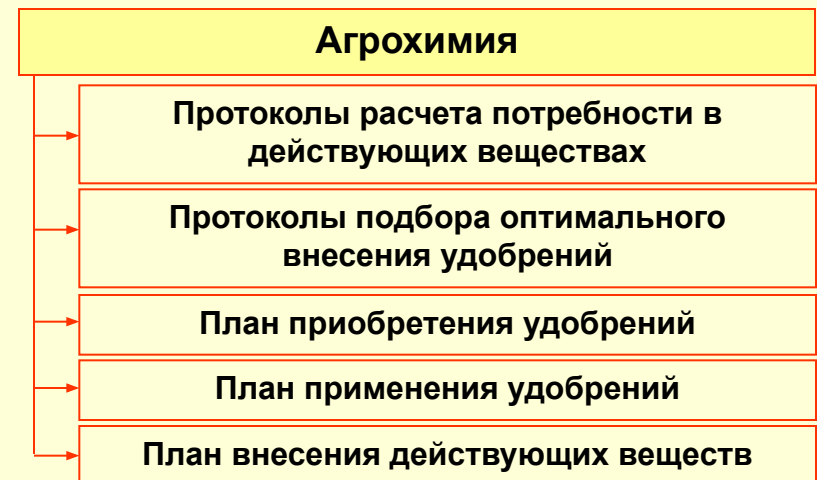 Агрохимия
Протоколы расчета потребности в
действующих веществах
Протоколы подбора оптимального
внесения удобрений
План приобретения удобрений
План применения удобрений
План внесения действующих веществ